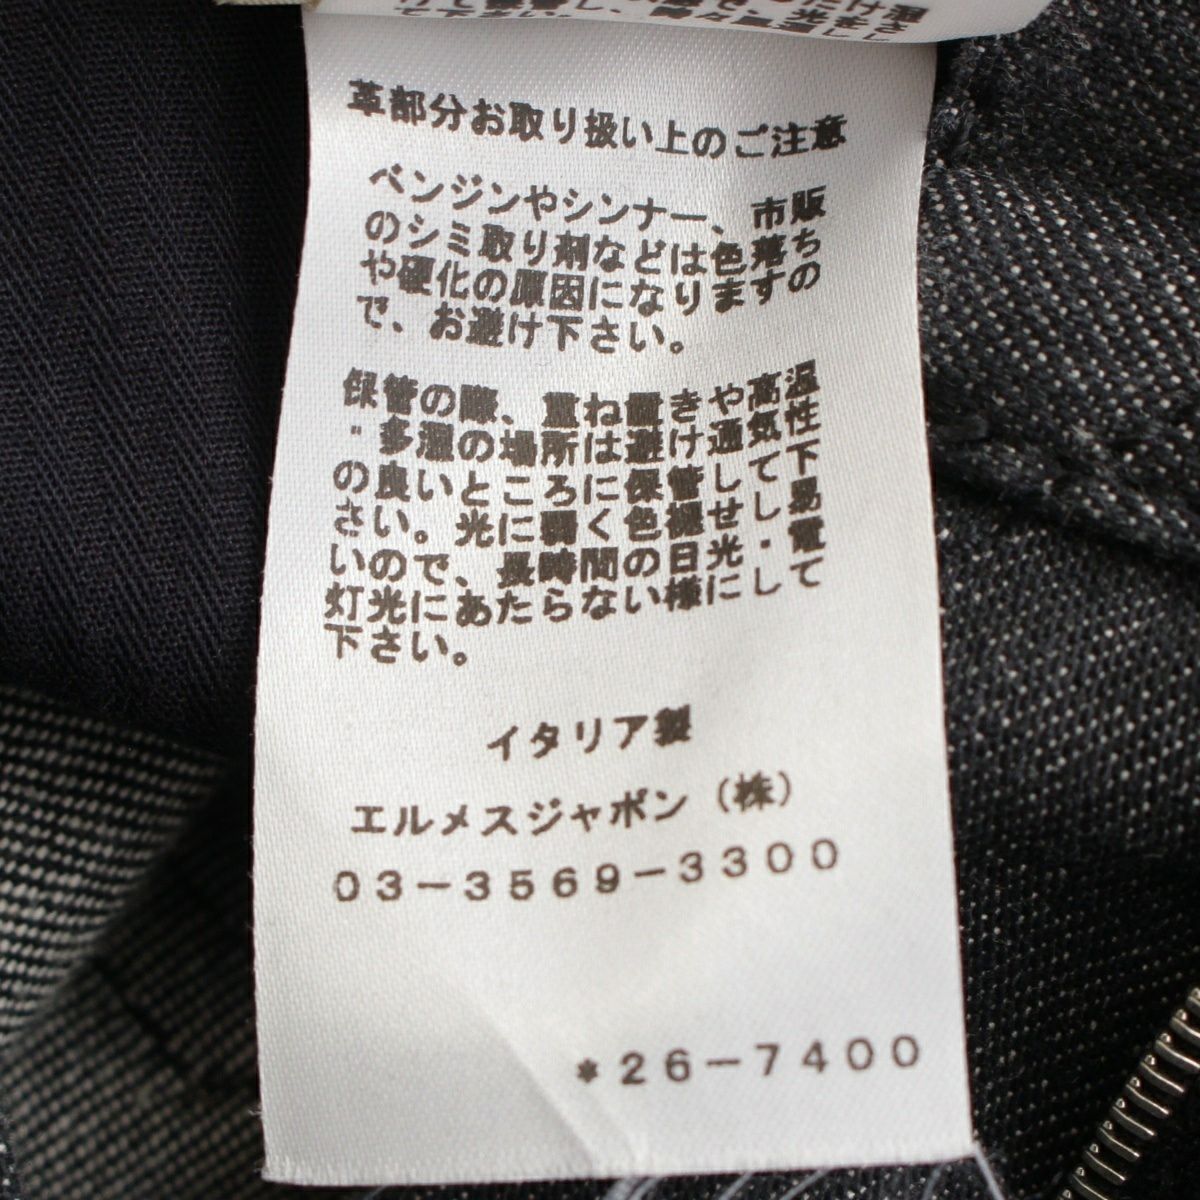 革部分お取り扱い上のご注意
ベンジンやシンナー、市販
のシミ取り剤などは色落ち
や硬化の原因になりますの
で、お避け下さい。
保管の際、重ね置きや高温
・多湿の場所は避け通気性
の良いところに保管して下
さい。光に弱く色褪せし易
いので、長時間の日光・電
灯光にあたらない様にして
下さい。
イタリア製
エルメスジャポン（株）
03-3569-3300
*26-7400